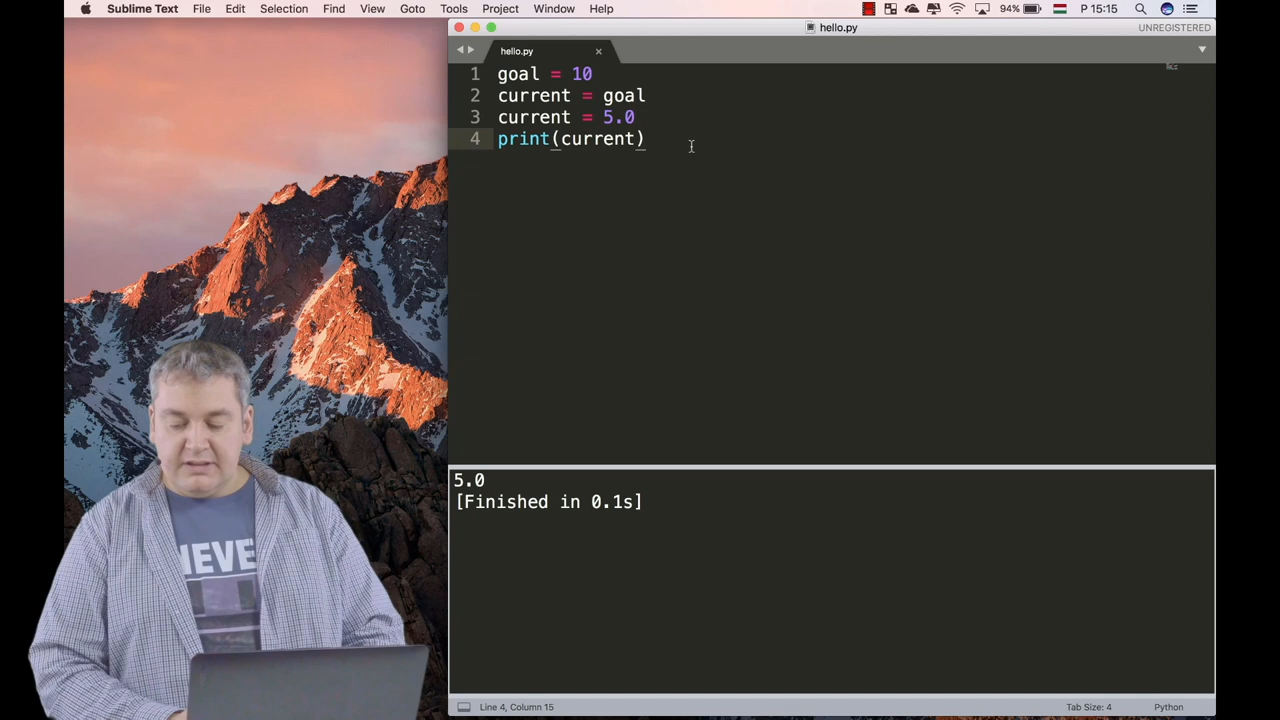 Sublime Text File Edit Selection Find View Goto Tools Project Window Help 94% P 15:15
hello.py UNREGISTERED
hello.py
1 goal = 10
2 current = goal
3 current = 5.0
4 print(current)
5.0
[Finished in 0.1s]
IEVE
Line 4, Column 15 Tab Size: 4 Python